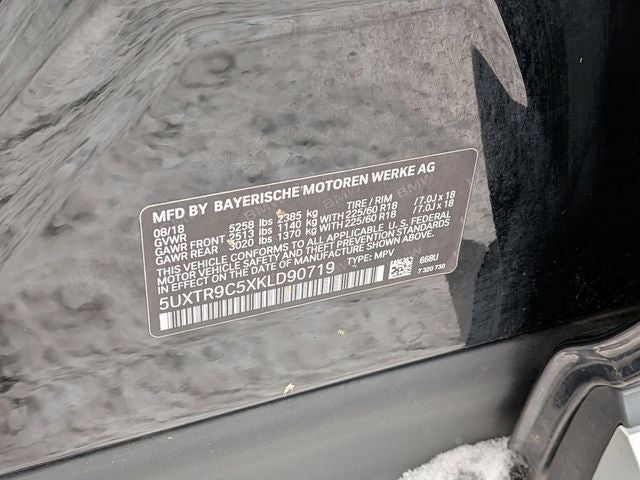 MFD BY BAYERISCHE MOTOREN WERKE AG
08/18 TIRE / RIM
GVWR 5258 lbs 2385 kg
GAWR FRONT 2513 lbs 1140 kg WITH 225/60 R18 /7.0J x 18
GAWR REAR 3020 lbs 1370 kg WITH 225/60 R18 /7.0J x 18
THIS VEHICLE CONFORMS TO ALL APPLICABLE U.S. FEDERAL
MOTOR VEHICLE SAFETY AND THEFT PREVENTION STANDARDS
IN EFFECT ON THE DATE OF MANUFACTURE SHOWN ABOVE.
5UXTR9C5XKLD90719 TYPE: MPV 668U
7 320 730